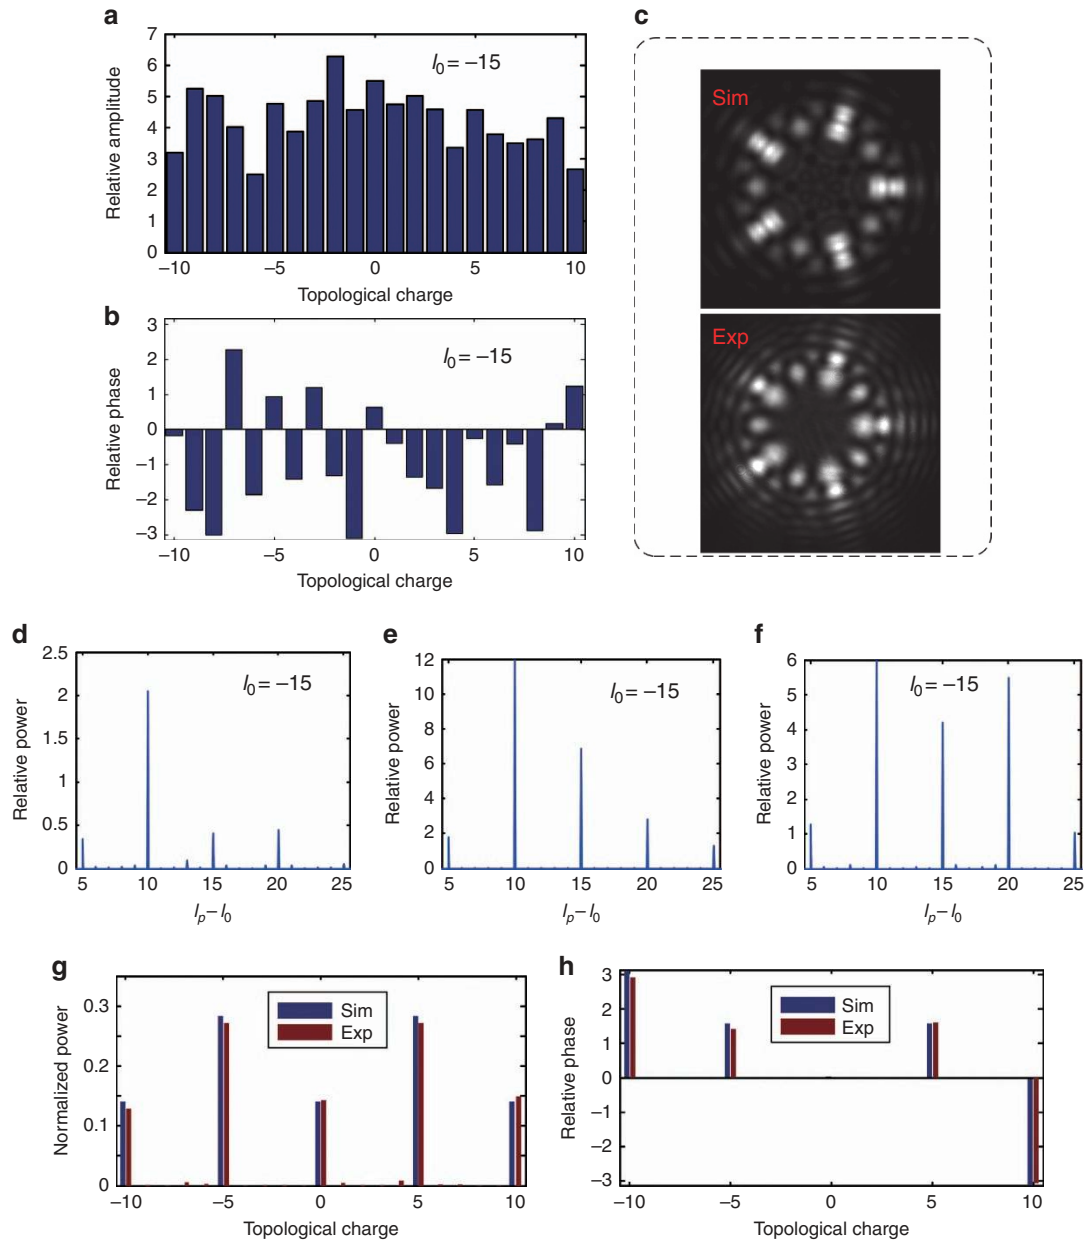 a
7
6
5
4
3
2
1
0
Relative amplitude
l0 = −15
−10 −5 0 5 10
Topological charge
b
3
2
1
0
−1
−2
−3
Relative phase
l0 = −15
−10 −5 0 5 10
Topological charge
c
Sim
Exp
d
2.5
2
1.5
1
0.5
0
Relative power
l0 = −15
5 10 15 20 25
lp − l0
e
12
10
8
6
4
2
0
Relative power
l0 = −15
5 10 15 20 25
lp − l0
f
6
5
4
3
2
1
0
Relative power
l0 = −15
5 10 15 20 25
lp − l0
g
0.3
0.2
0.1
0
Normalized power
Sim
Exp
−10 −5 0 5 10
Topological charge
h
3
2
1
0
−1
−2
−3
Relative phase
Sim
Exp
−10 −5 0 5 10
Topological charge